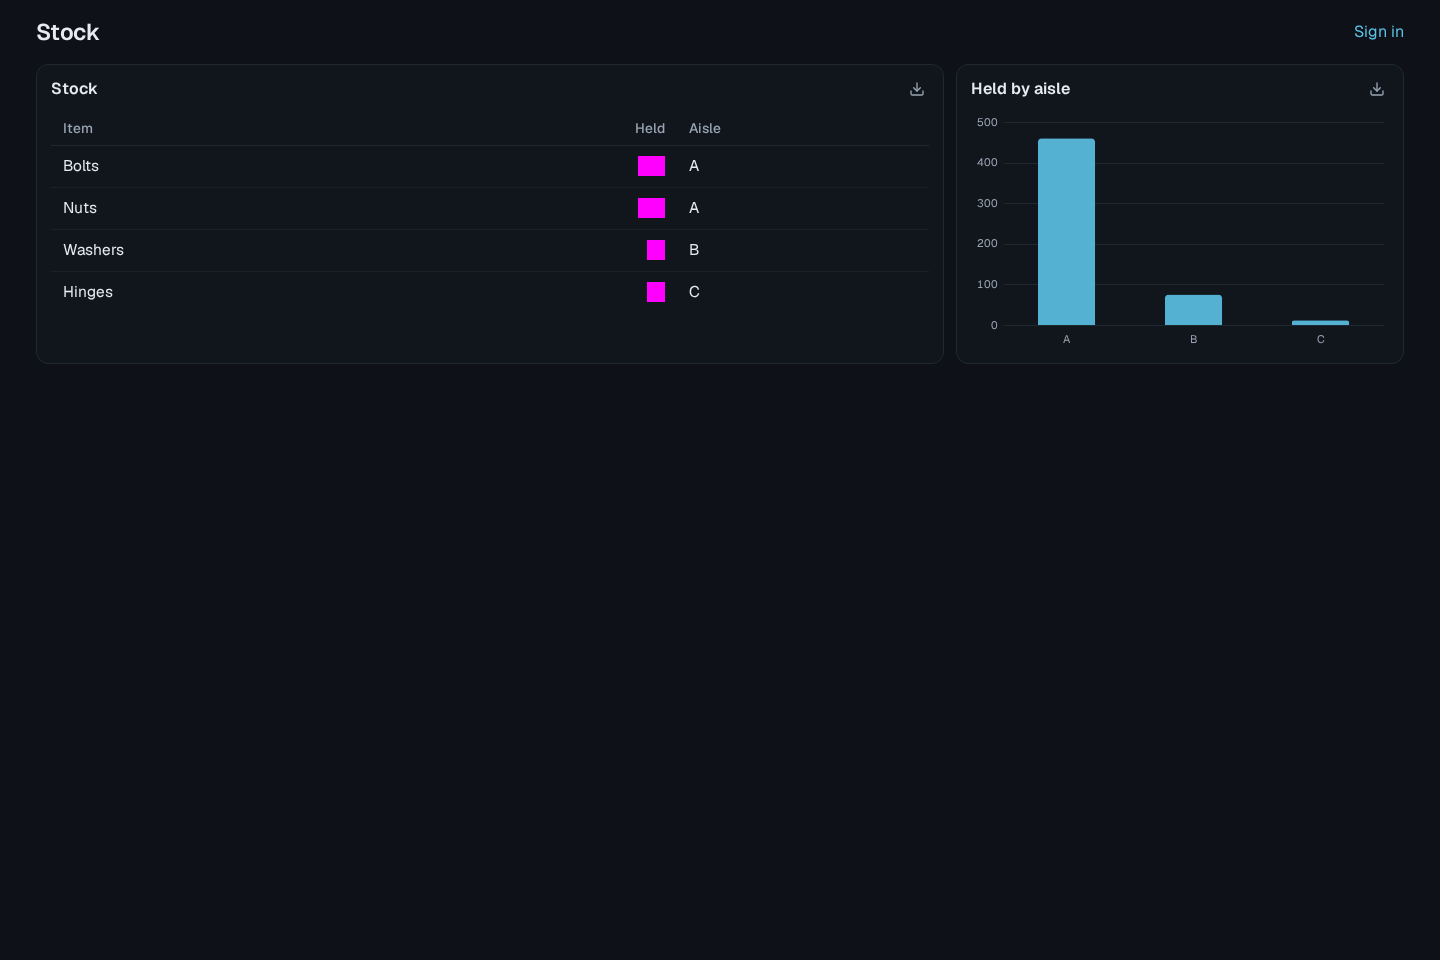 Stock
Sign in
Stock
Item Held Aisle
Bolts A
Nuts A
Washers B
Hinges C
Held by aisle
500
400
300
200
100
0
A B C